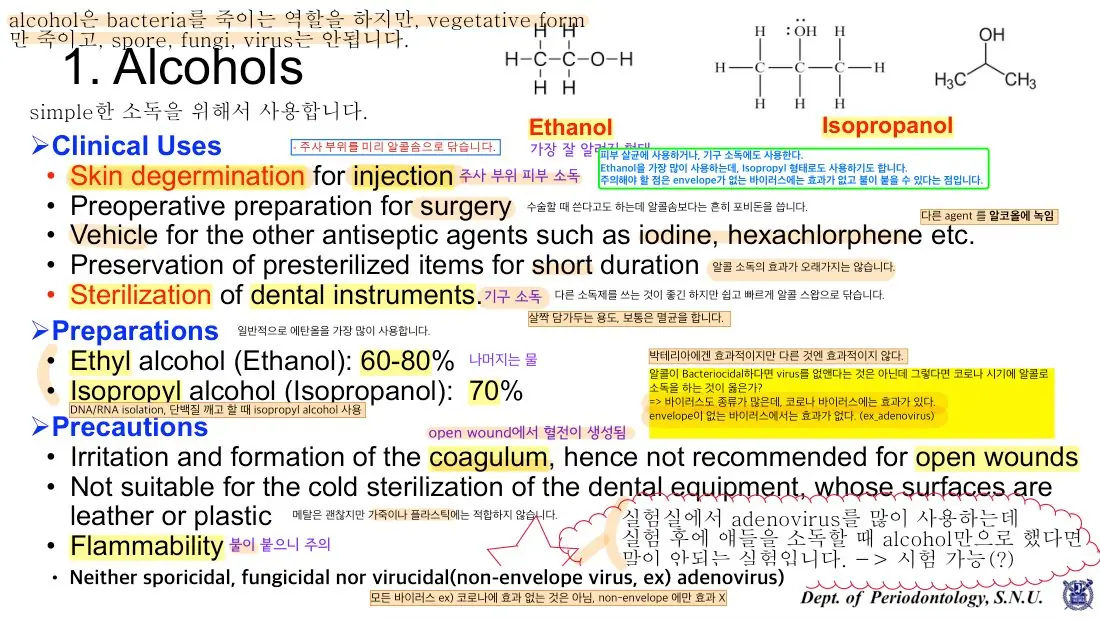 alcohol은 bacteria를 죽이는 역할을 하지만, vegetative form
만 죽이고, spore, fungi, virus는 안됩니다.
1. Alcohols
simple한 소독을 위해서 사용합니다.
H H
H C C O H
H H
H :OH H
H C C C H
H H H
OH
H₃C CH₃
Ethanol
Isopropanol
➢Clinical Uses
- 주사 부위를 미리 알콜솜으로 닦습니다.
가장 잘 알려진 형태
피부 살균에 사용하거나, 기구 소독에도 사용한다.
Ethanol을 가장 많이 사용하는데, Isopropyl 형태로도 사용하기도 합니다.
주의해야 할 점은 envelope가 없는 바이러스에는 효과가 없고 불이 붙을 수 있다는 점입니다.
• Skin degermination for injection 주사 부위 피부 소독
• Preoperative preparation for surgery 수술할 때 쓴다고도 하는데 알콜솜보다는 흔히 포비돈을 씁니다.
다른 agent 를 알코올에 녹임
• Vehicle for the other antiseptic agents such as iodine, hexachlorphene etc.
• Preservation of presterilized items for short duration 알콜 소독의 효과가 오래가지는 않습니다.
• Sterilization of dental instruments. 기구 소독 다른 소독제를 쓰는 것이 좋긴 하지만 쉽고 빠르게 알콜 스왑으로 닦습니다.
살짝 담가두는 용도, 보통은 멸균을 합니다.
➢Preparations 일반적으로 에탄올을 가장 많이 사용합니다.
• Ethyl alcohol (Ethanol): 60-80% 나머지는 물
• Isopropyl alcohol (Isopropanol): 70%
DNA/RNA isolation, 단백질 깨고 할 때 isopropyl alcohol 사용
박테리아에겐 효과적이지만 다른 것엔 효과적이지 않다.
알콜이 Bacteriocidal하다면 virus를 없앤다는 것은 아닌데 그렇다면 코로나 시기에 알콜로
소독을 하는 것이 옳은가?
=> 바이러스도 종류가 많은데, 코로나 바이러스에는 효과가 있다.
envelope이 없는 바이러스에서는 효과가 없다. (ex_adenovirus)
➢Precautions
open wound에서 혈전이 생성됨
• Irritation and formation of the coagulum, hence not recommended for open wounds
• Not suitable for the cold sterilization of the dental equipment, whose surfaces are
leather or plastic 메탈은 괜찮지만 가죽이나 플라스틱에는 적합하지 않습니다.
• Flammability 불이 붙으니 주의
실험실에서 adenovirus를 많이 사용하는데
실험 후에 애들을 소독할 때 alcohol만으로 했다면
말이 안되는 실험입니다. -> 시험 가능(?)
• Neither sporicidal, fungicidal nor virucidal(non-envelope virus, ex) adenovirus)
모든 바이러스 ex) 코로나에 효과 없는 것은 아님, non-envelope 에만 효과 X
Dept. of Periodontology, S.N.U.